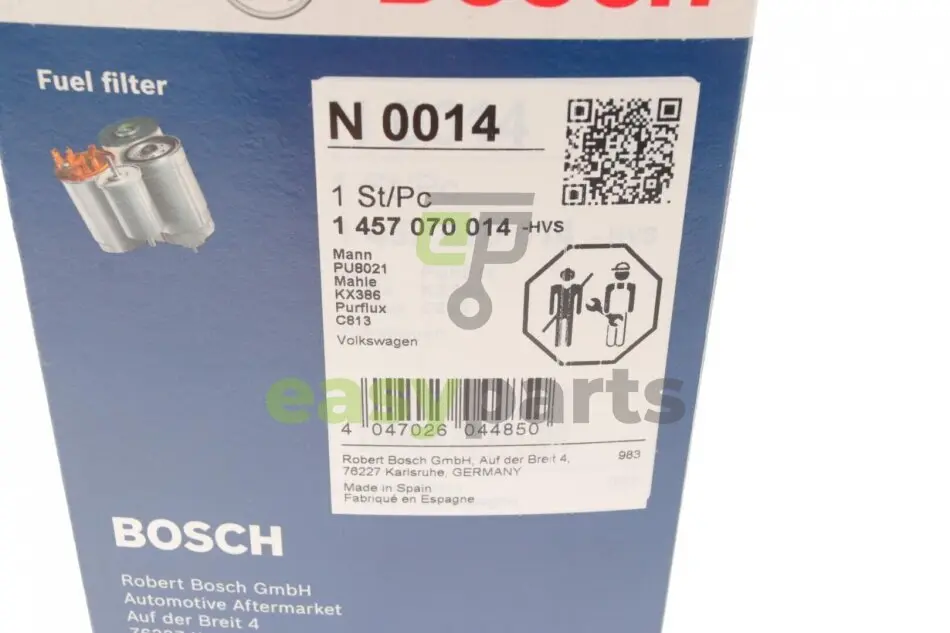 BOSCH
Fuel filter
N 0014
1 St/Pc
1 457 070 014 -HVS
Mann
PU8021
Mahle
KX386
Purflux
C813
Volkswagen
4 047026 044850
Robert Bosch GmbH, Auf der Breit 4,
76227 Karlsruhe, GERMANY
983
Made in Spain
Fabriqué en Espagne
easyparts
BOSCH
Robert Bosch GmbH
Automotive Aftermarket
Auf der Breit 4